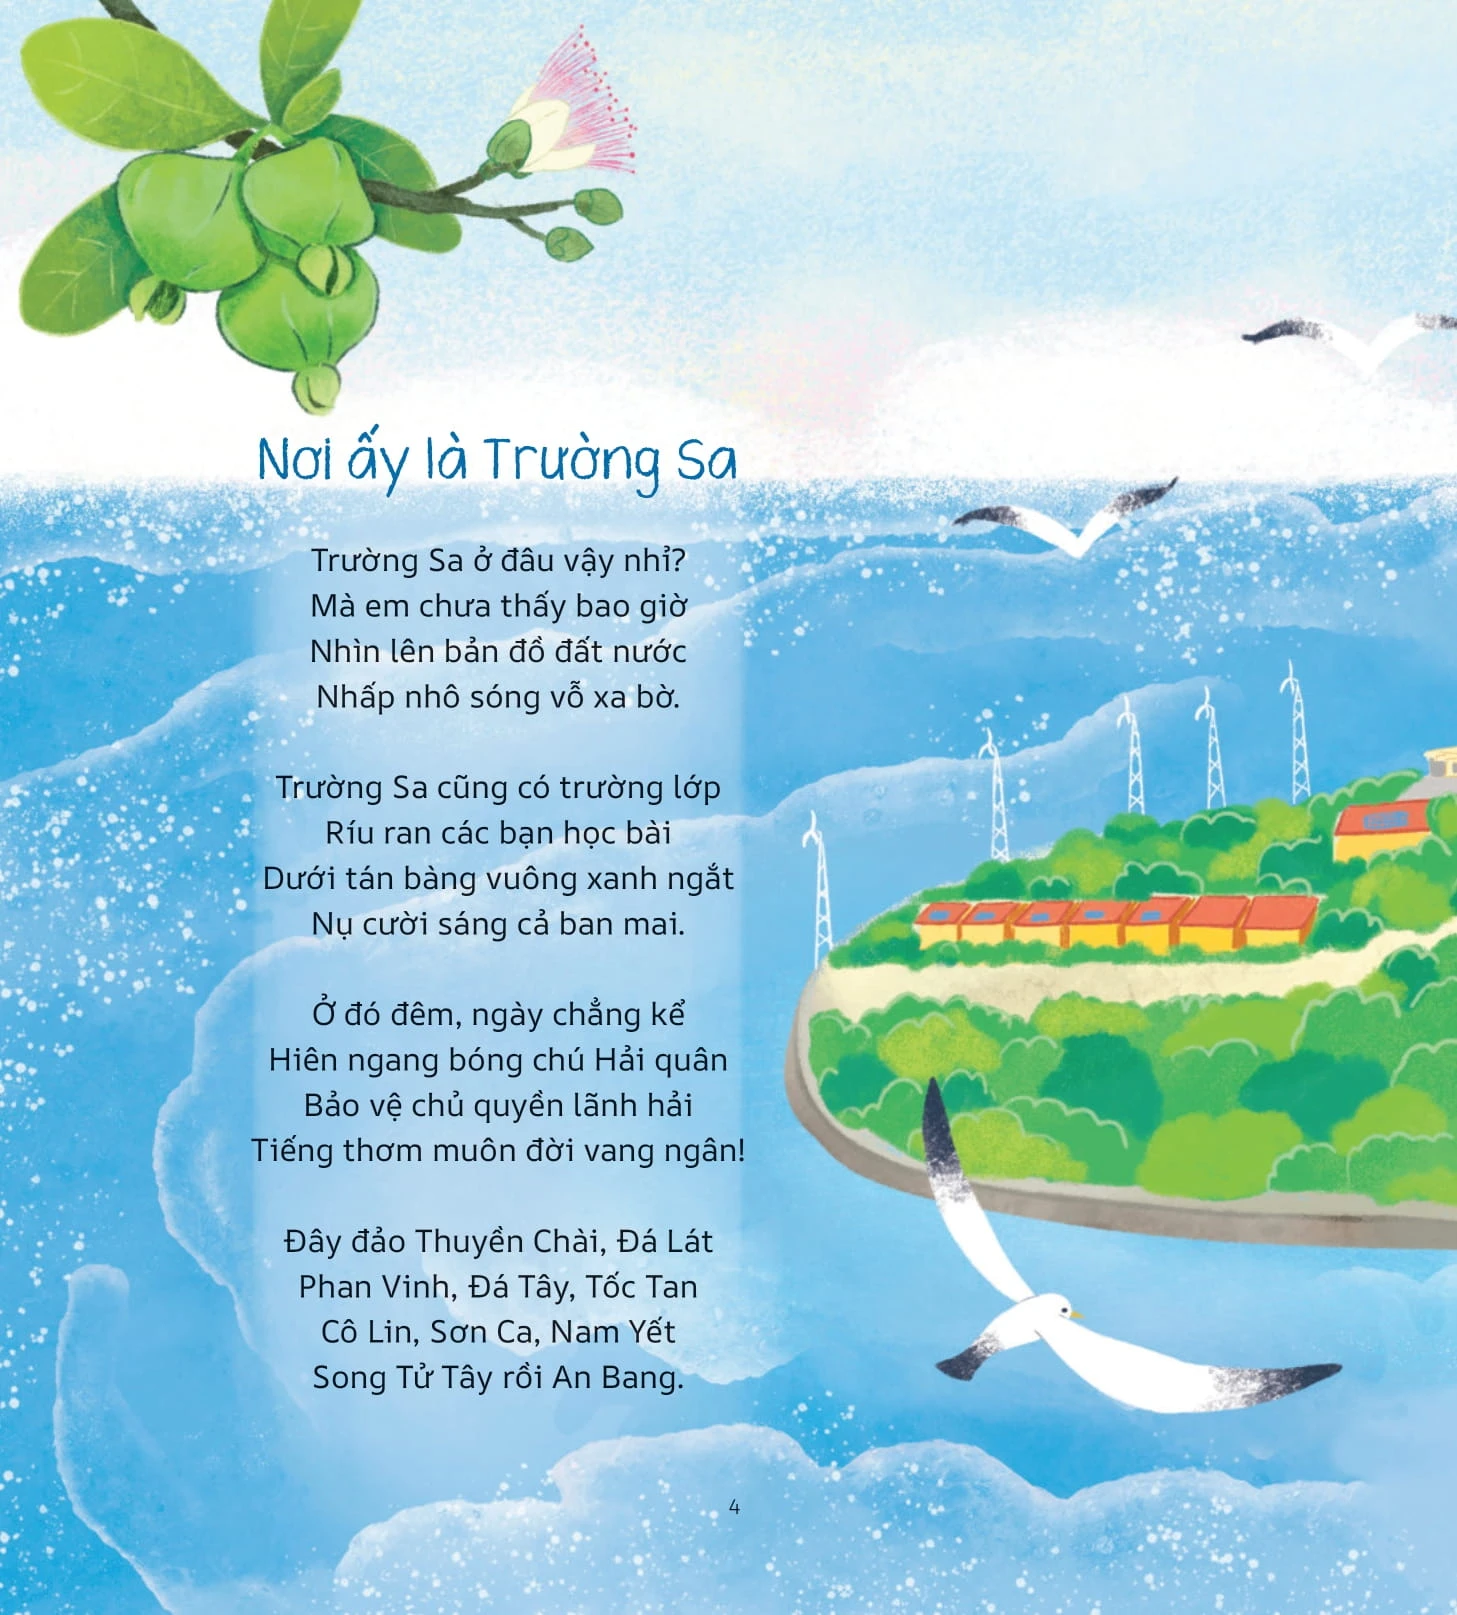 Nơi ấy là Trường Sa
Trường Sa ở đâu vậy nhỉ?
Mà em chưa thấy bao giờ
Nhìn lên bản đồ đất nước
Nhấp nhô sóng vỗ xa bờ.
Trường Sa cũng có trường lớp
Ríu ran các bạn học bài
Dưới tán bàng vuông xanh ngắt
Nụ cười sáng cả ban mai.
Ở đó đêm, ngày chẳng kể
Hiên ngang bóng chú Hải quân
Bảo vệ chủ quyền lãnh hải
Tiếng thơm muôn đời vang ngân!
Đây đảo Thuyền Chài, Đá Lát
Phan Vinh, Đá Tây, Tốc Tan
Cô Lin, Sơn Ca, Nam Yết
Song Tử Tây rồi An Bang.
4